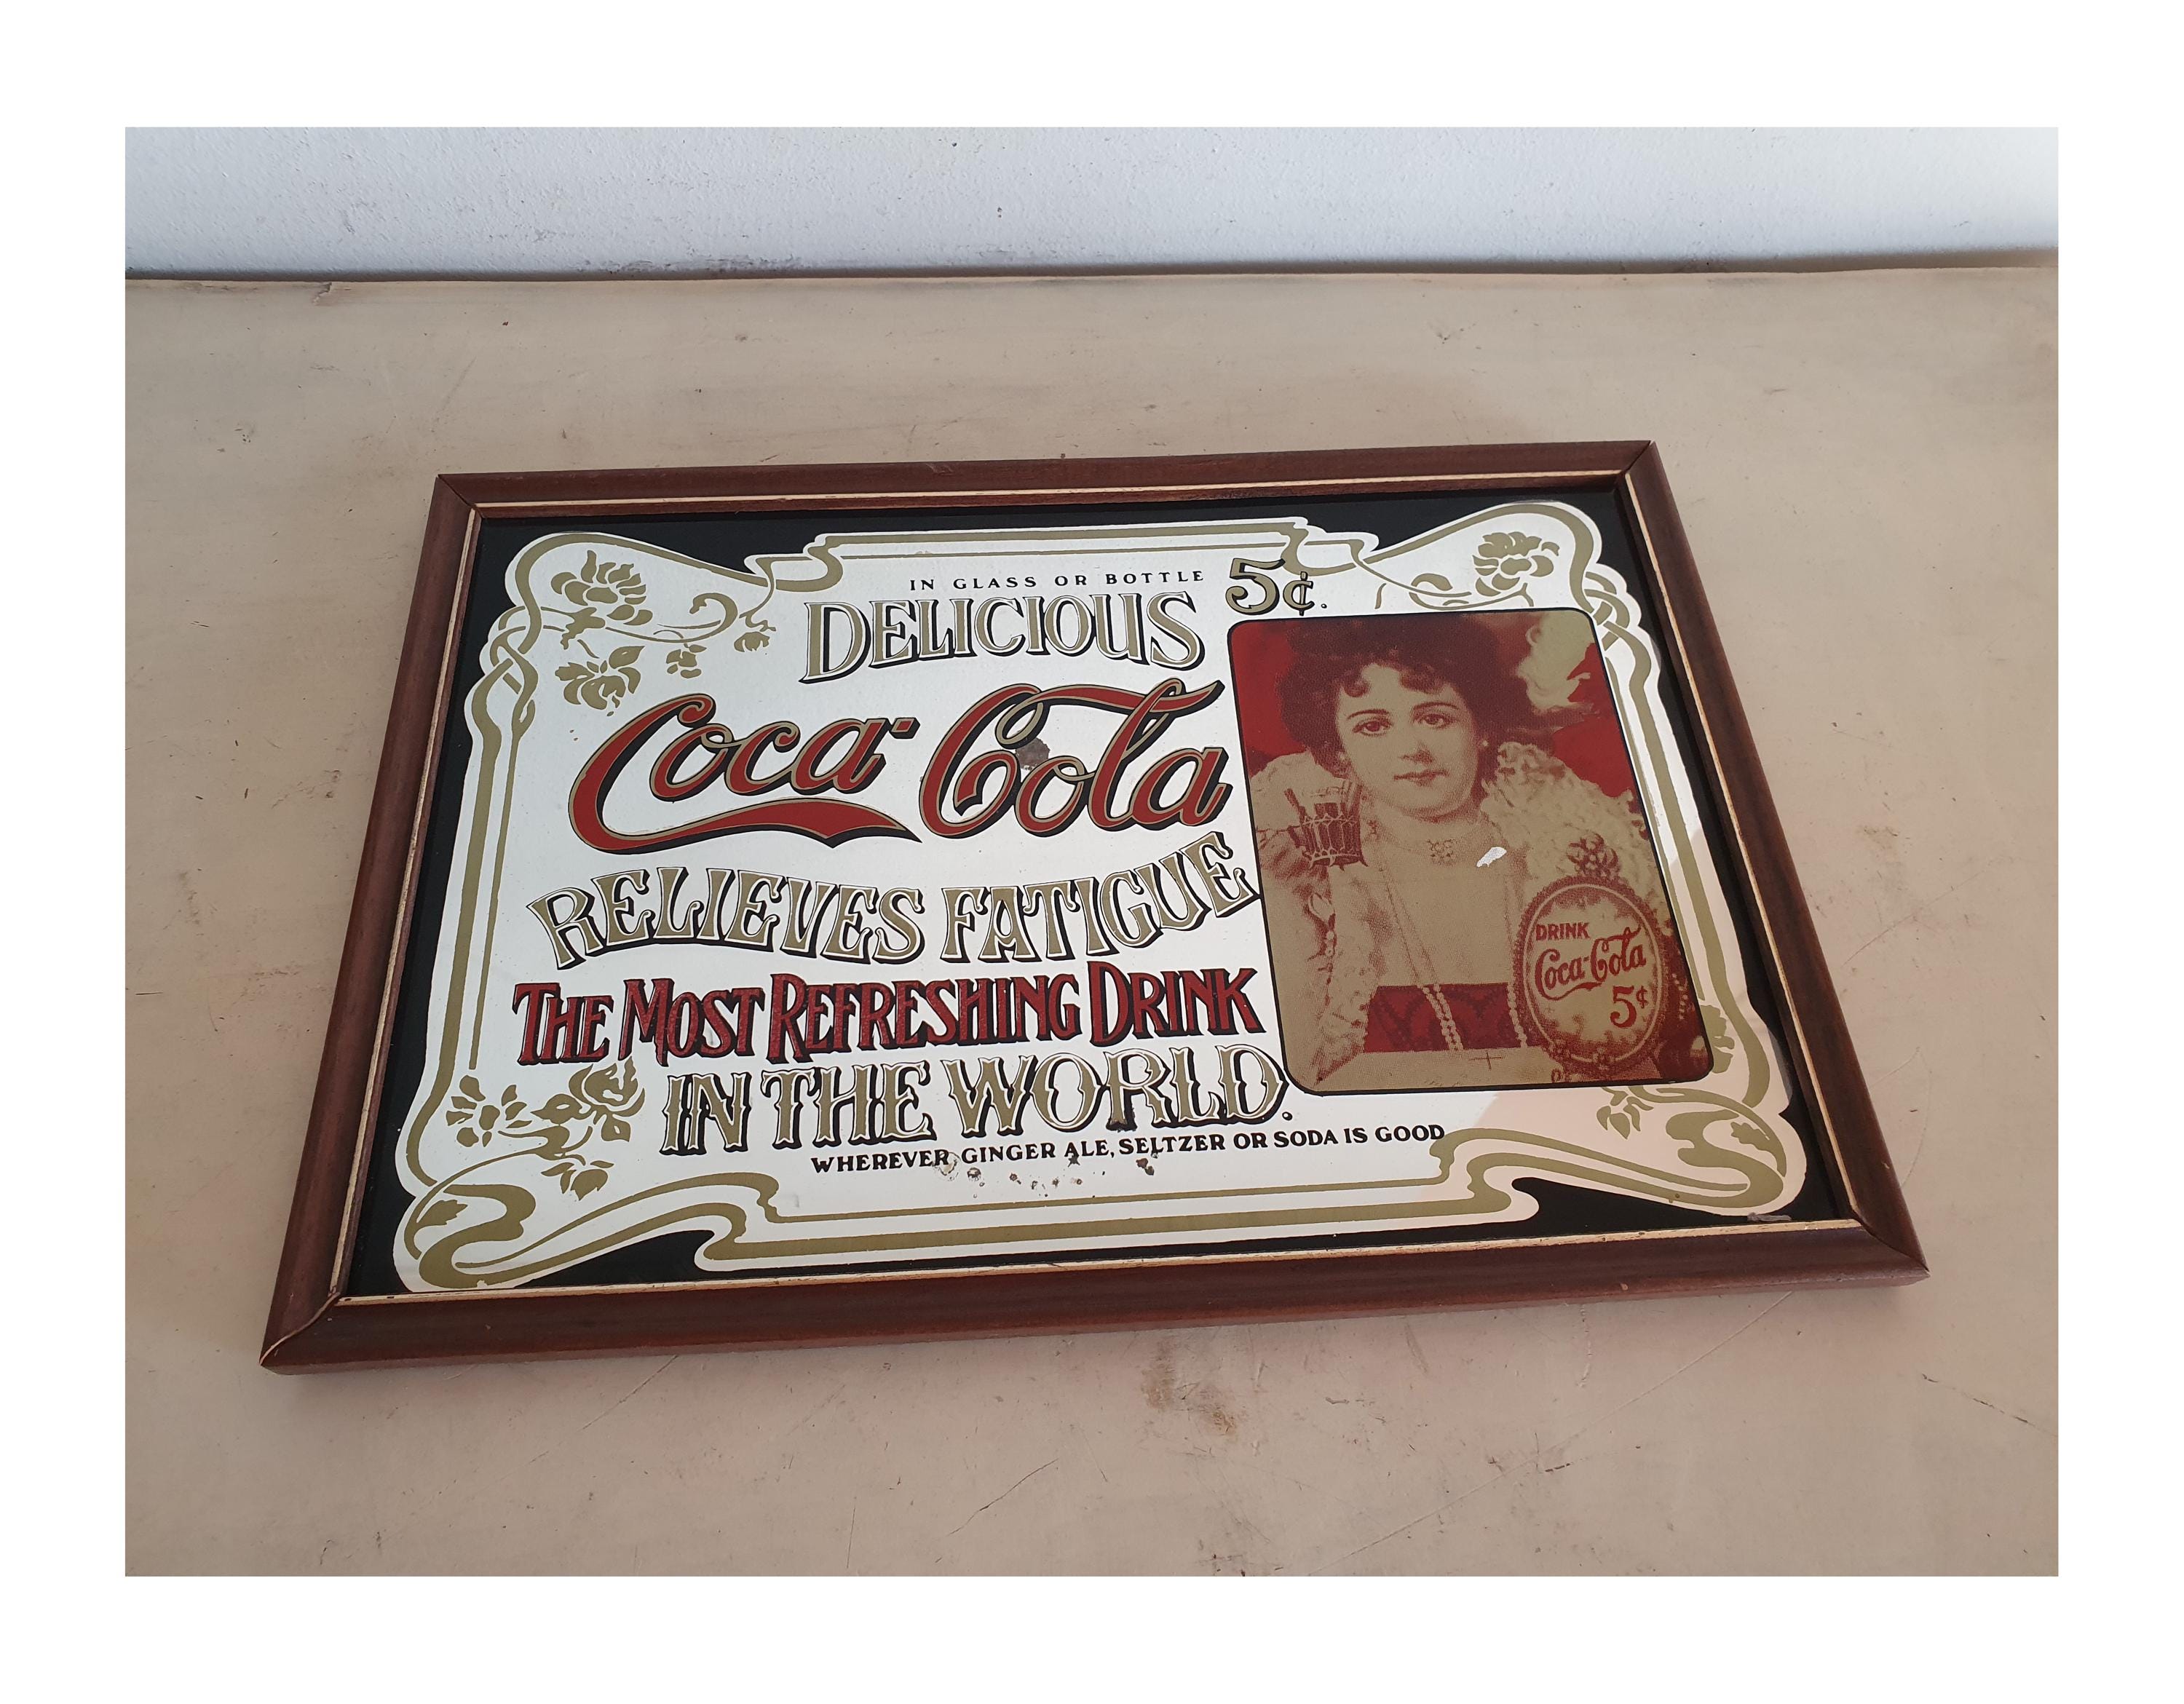 IN GLASS OR BOTTLE 5¢.
DELICIOUS
Coca-Cola
RELIEVES FATIGUE
THE MOST REFRESHING DRINK
IN THE WORLD.
WHEREVER GINGER ALE, SELTZER OR SODA IS GOOD
DRINK
Coca-Cola
5¢